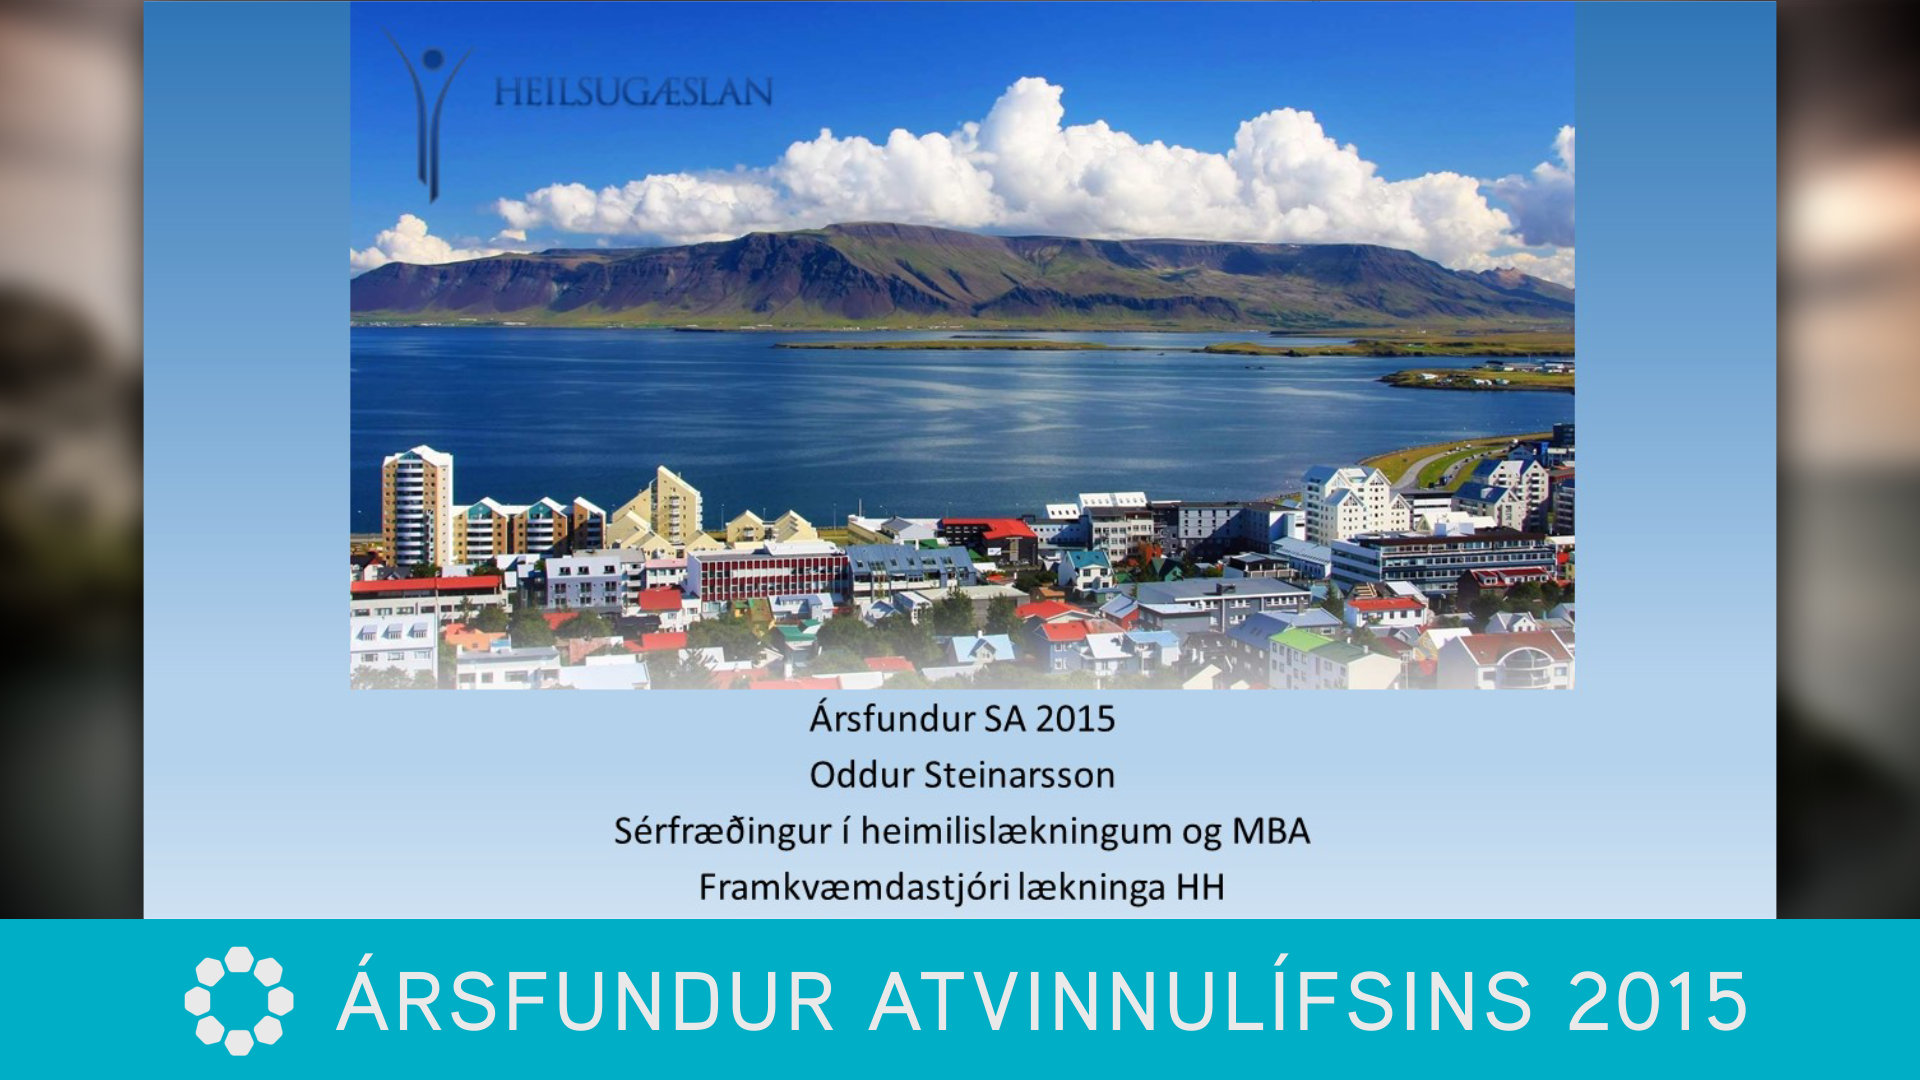 HEILSUGÆSLAN
Ársfundur SA 2015
Oddur Steinarsson
Sérfræðingur í heimilislækningum og MBA
Framkvæmdastjóri lækninga HH
ÁRSFUNDUR ATVINNULÍFSINS 2015